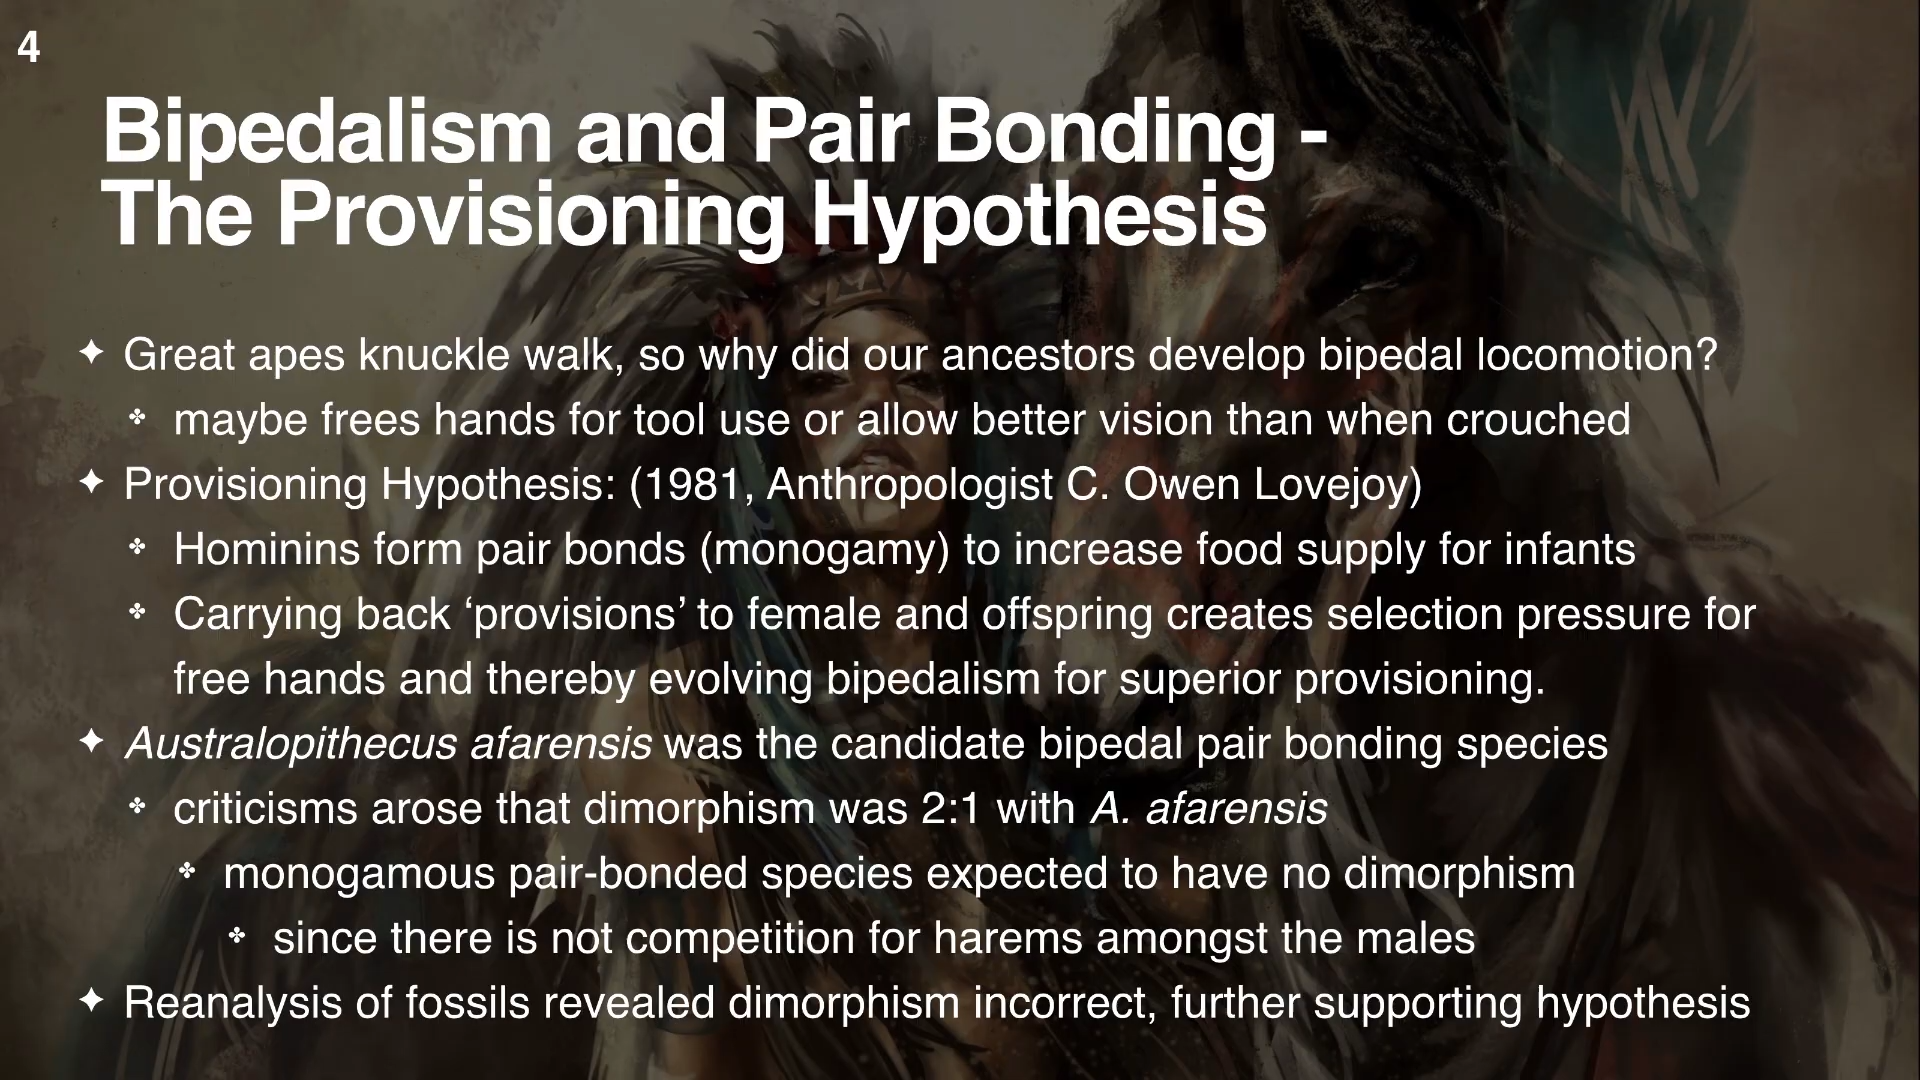 4
Bipedalism and Pair Bonding -
The Provisioning Hypothesis
✦ Great apes knuckle walk, so why did our ancestors develop bipedal locomotion?
✤ maybe frees hands for tool use or allow better vision than when crouched
✦ Provisioning Hypothesis: (1981, Anthropologist C. Owen Lovejoy)
✤ Hominins form pair bonds (monogamy) to increase food supply for infants
✤ Carrying back ‘provisions’ to female and offspring creates selection pressure for
free hands and thereby evolving bipedalism for superior provisioning.
✦ Australopithecus afarensis was the candidate bipedal pair bonding species
✤ criticisms arose that dimorphism was 2:1 with A. afarensis
✤ monogamous pair-bonded species expected to have no dimorphism
✤ since there is not competition for harems amongst the males
✦ Reanalysis of fossils revealed dimorphism incorrect, further supporting hypothesis